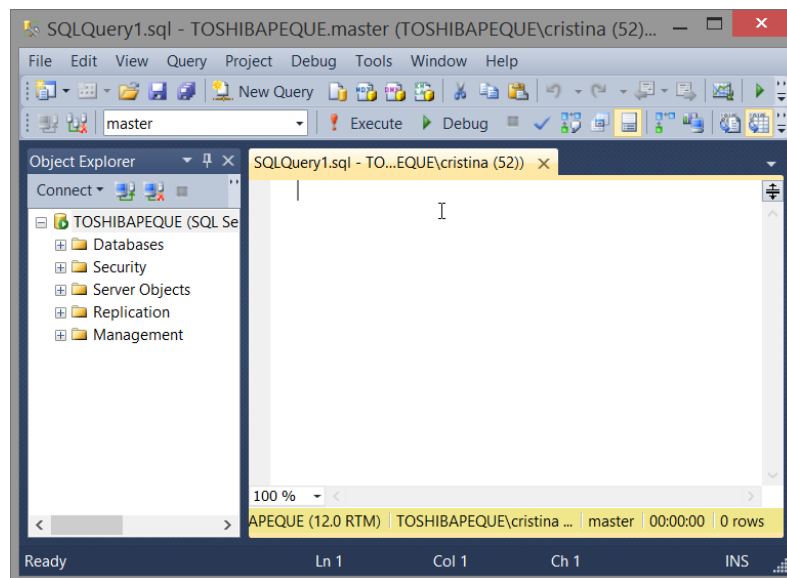 SQLQuery1.sql - TOSHIBAPEQUE.master (TOSHIBAPEQUE\cristina (52)...
File Edit View Query Project Debug Tools Window Help
New Query
master Execute Debug
Object Explorer
SQLQuery1.sql - TO...EQUE\cristina (52))
Connect
TOSHIBAPEQUE (SQL Se
Databases
Security
Server Objects
Replication
Management
100 %
APEQUE (12.0 RTM) TOSHIBAPEQUE\cristina ... master 00:00:00 0 rows
Ready Ln 1 Col 1 Ch 1 INS